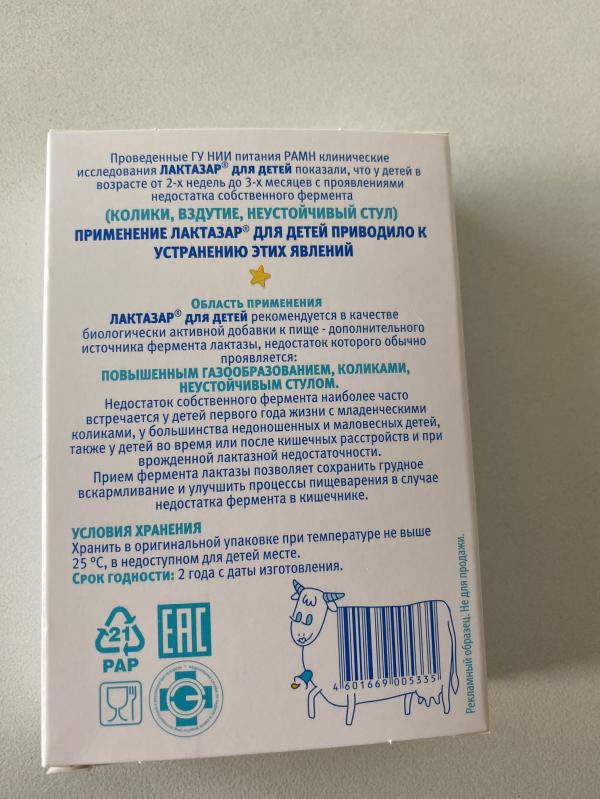 Проведенные ГУ НИИ питания РАМН клинические
исследования ЛАКТАЗАР® ДЛЯ ДЕТЕЙ показали, что у детей в
возрасте от 2-х недель до 3-х месяцев с проявлениями
недостатка собственного фермента
(КОЛИКИ, ВЗДУТИЕ, НЕУСТОЙЧИВЫЙ СТУЛ)
ПРИМЕНЕНИЕ ЛАКТАЗАР® ДЛЯ ДЕТЕЙ ПРИВОДИЛО К
УСТРАНЕНИЮ ЭТИХ ЯВЛЕНИЙ
ОБЛАСТЬ ПРИМЕНЕНИЯ
ЛАКТАЗАР® ДЛЯ ДЕТЕЙ рекомендуется в качестве
биологически активной добавки к пище - дополнительного
источника фермента лактазы, недостаток которого обычно
проявляется:
ПОВЫШЕННЫМ ГАЗООБРАЗОВАНИЕМ, КОЛИКАМИ,
НЕУСТОЙЧИВЫМ СТУЛОМ.
Недостаток собственного фермента наиболее часто
встречается у детей первого года жизни с младенческими
коликами, у большинства недоношенных и маловесных детей,
также у детей во время или после кишечных расстройств и при
врожденной лактазной недостаточности.
Прием фермента лактазы позволяет сохранить грудное
вскармливание и улучшить процессы пищеварения в случае
недостатка фермента в кишечнике.
УСЛОВИЯ ХРАНЕНИЯ
Хранить в оригинальной упаковке при температуре не выше
25 °С, в недоступном для детей месте.
СРОК ГОДНОСТИ: 2 года с даты изготовления.
21
PAP
EAC
4 601669 005335
Рекламный образец. Не для продажи.